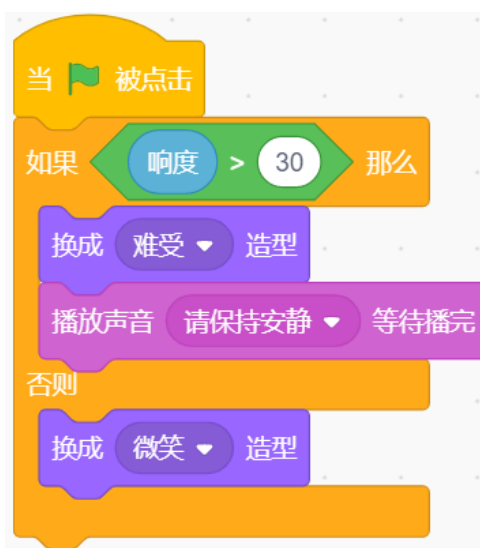 当 被点击
如果 响度 > 30 那么
换成 难受 造型
播放声音 请保持安静 等待播完
否则
换成 微笑 造型